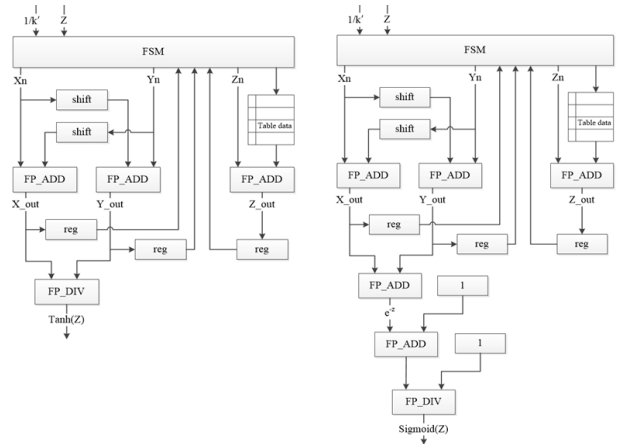 1/k'
Z
FSM
Xn
Yn
Zn
shift
shift
Table data
FP_ADD
FP_ADD
FP_ADD
X_out
Y_out
Z_out
reg
reg
reg
FP_DIV
Tanh(Z)
1/k'
Z
FSM
Xn
Yn
Zn
shift
shift
Table data
FP_ADD
FP_ADD
FP_ADD
X_out
Y_out
Z_out
reg
reg
reg
FP_ADD
1
e^-z
FP_ADD
1
FP_DIV
Sigmoid(Z)